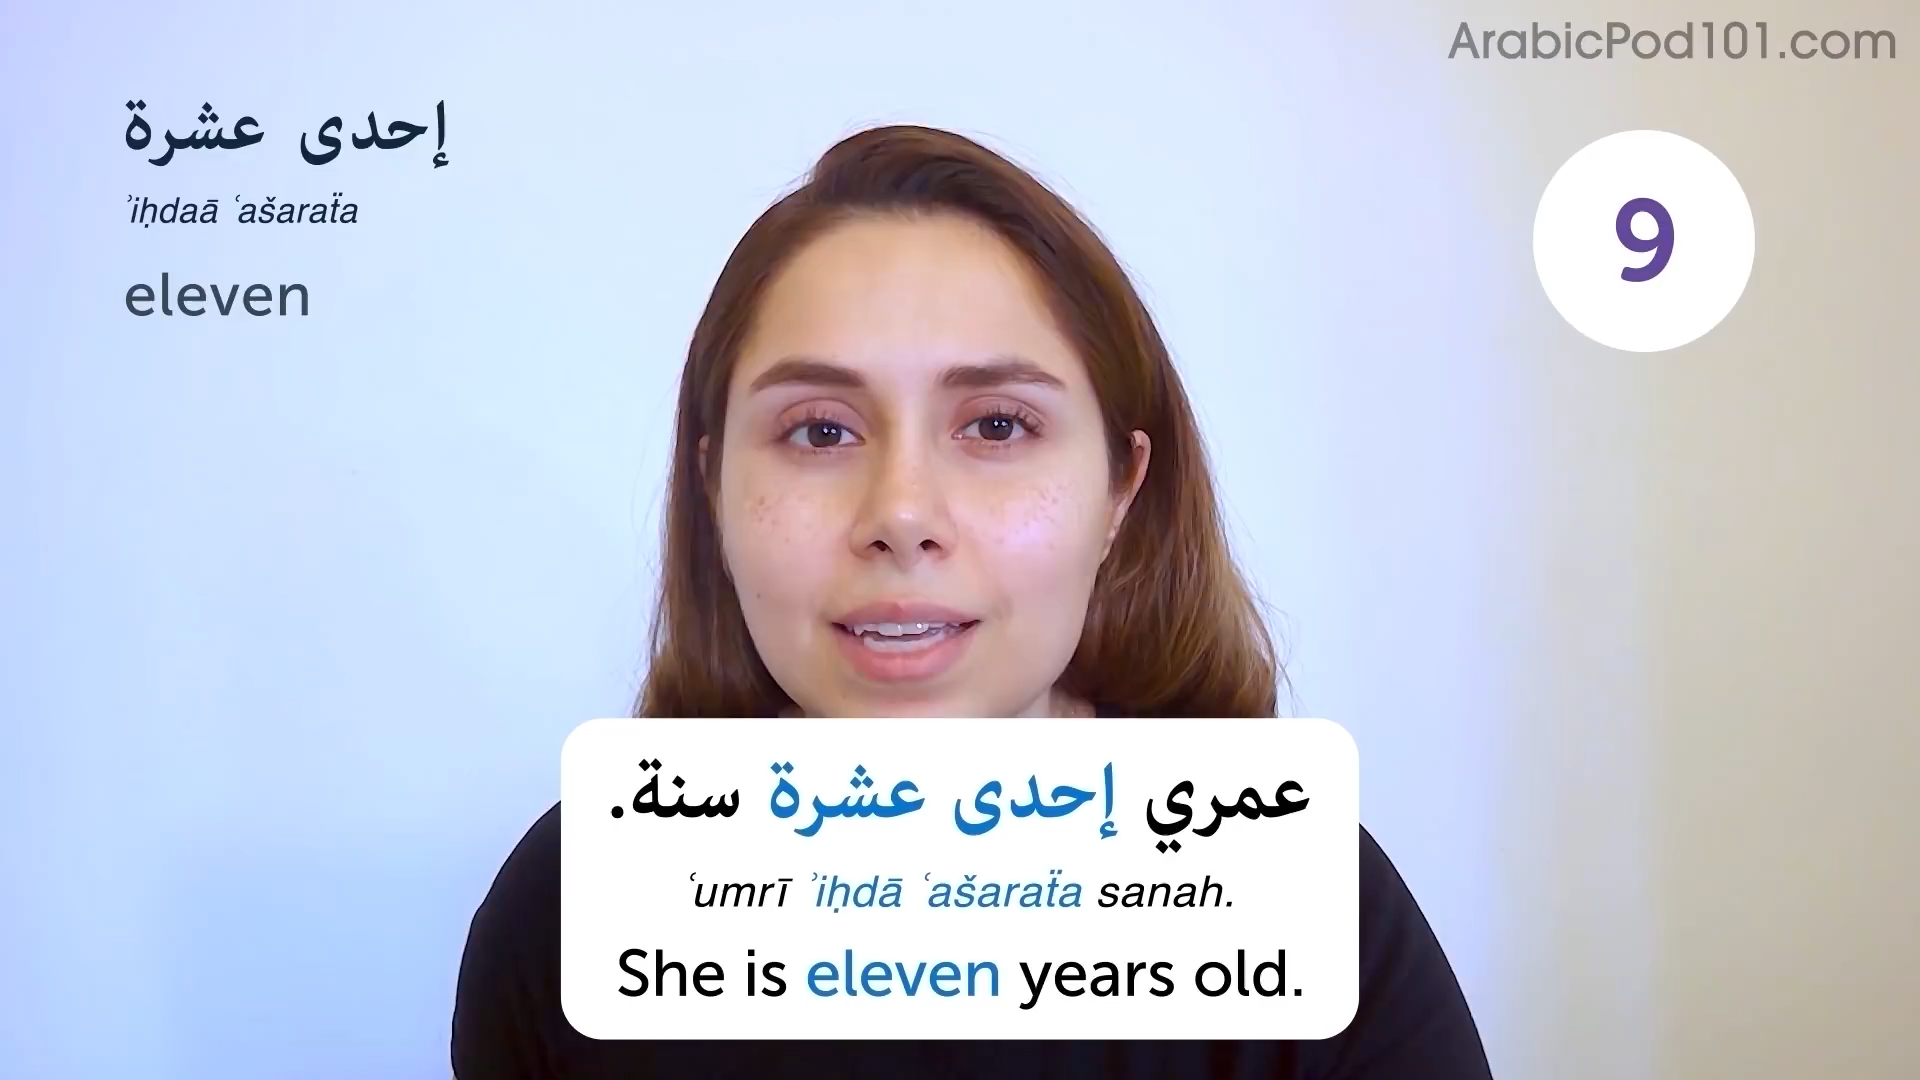 ArabicPod101.com
إحدى عشرة
ʾiḥdaā ʿašaraẗa
eleven
9
عمري إحدى عشرة سنة.
ʿumrī ʾiḥdā ʿašaraẗa sanah.
She is eleven years old.